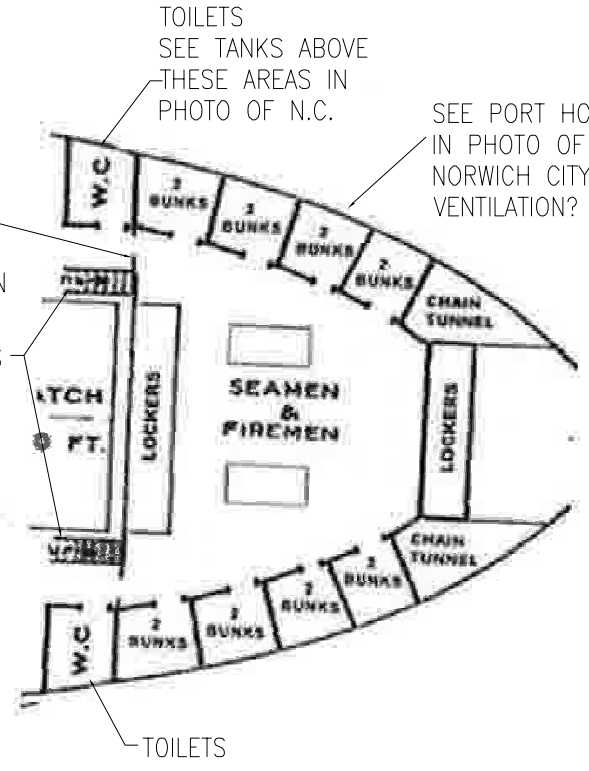 TOILETS
SEE TANKS ABOVE
THESE AREAS IN
PHOTO OF N.C.
SEE PORT HO
IN PHOTO OF
NORWICH CITY
VENTILATION?
W.C
2
BUNKS
2
BUNKS
2
BUNKS
2
BUNKS
CHAIN
TUNNEL
N
S
ATCH
FT.
LOCKERS
SEAMEN
&
FIREMEN
LOCKERS
CHAIN
TUNNEL
2
BUNKS
2
BUNKS
2
BUNKS
2
BUNKS
W.C
TOILETS